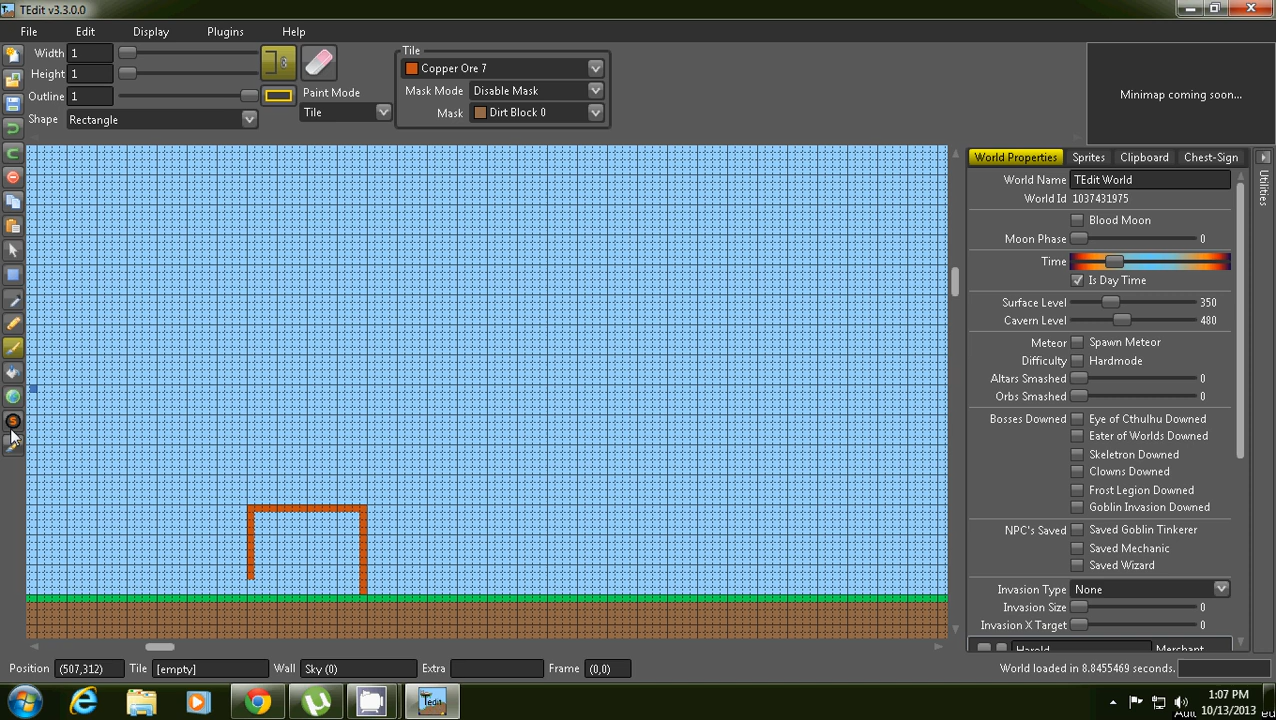 TEdit v3.3.0.0
File Edit Display Plugins Help
Width 1
Height 1
Outline 1
Shape Rectangle
Paint Mode
Tile
Tile
Copper Ore 7
Mask Mode Disable Mask
Mask Dirt Block 0
Minimap coming soon...
World Properties Sprites Clipboard Chest-Sign
Utilities
World Name TEdit World
World Id 1037431975
Blood Moon
Moon Phase 0
Time
Is Day Time
Surface Level 350
Cavern Level 480
Meteor Spawn Meteor
Difficulty Hardmode
Altars Smashed 0
Orbs Smashed 0
Bosses Downed Eye of Cthulhu Downed
Eater of Worlds Downed
Skeletron Downed
Clowns Downed
Frost Legion Downed
Goblin Invasion Downed
NPC's Saved Saved Goblin Tinkerer
Saved Mechanic
Saved Wizard
Invasion Type None
Invasion Size 0
Invasion X Target 0
Harold Merchant
Position (507,312) Tile [empty] Wall Sky (0) Extra Frame (0,0) World loaded in 8.8455469 seconds.
S
TEdit
1:07 PM
10/13/2013